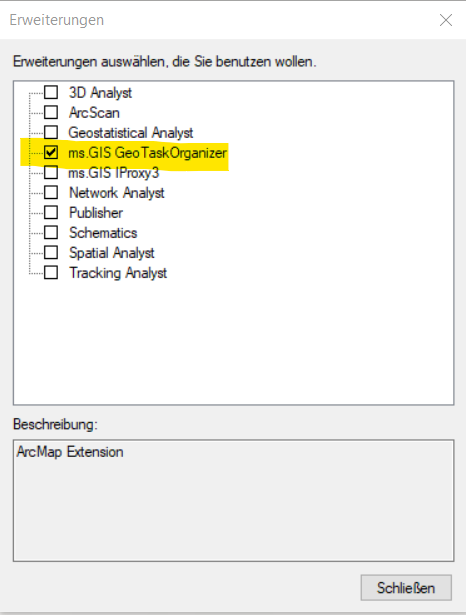 Erweiterungen
Erweiterungen auswählen, die Sie benutzen wollen.
3D Analyst
ArcScan
Geostatistical Analyst
ms.GIS GeoTaskOrganizer
ms.GIS IProxy3
Network Analyst
Publisher
Schematics
Spatial Analyst
Tracking Analyst
Beschreibung:
ArcMap Extension
Schließen